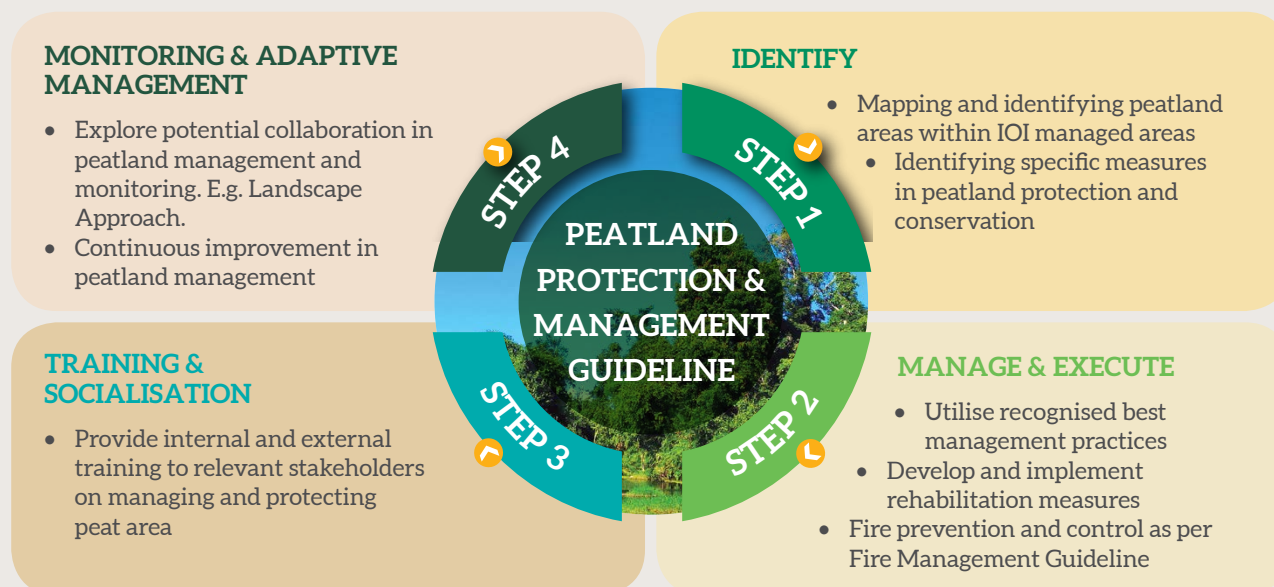 MONITORING & ADAPTIVE
MANAGEMENT
• Explore potential collaboration in
peatland management and
monitoring. E.g. Landscape
Approach.
• Continuous improvement in
peatland management
IDENTIFY
• Mapping and identifying peatland
areas within IOI managed areas
• Identifying specific measures
in peatland protection and
conservation
STEP 4
STEP 1
PEATLAND
PROTECTION &
MANAGEMENT
GUIDELINE
STEP 3
STEP 2
TRAINING &
SOCIALISATION
• Provide internal and external
training to relevant stakeholders
on managing and protecting
peat area
MANAGE & EXECUTE
• Utilise recognised best
management practices
• Develop and implement
rehabilitation measures
• Fire prevention and control as per
Fire Management Guideline